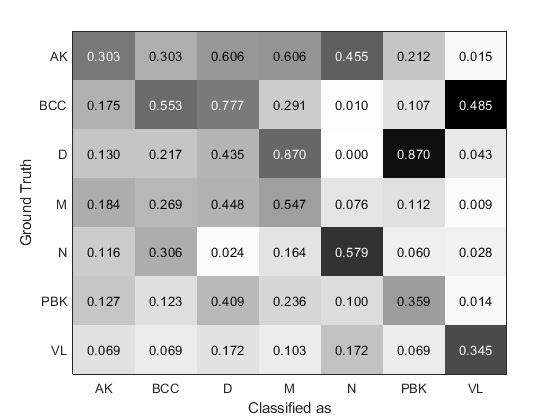 AK 0.303 0.303 0.606 0.606 0.455 0.212 0.015
BCC 0.175 0.553 0.777 0.291 0.010 0.107 0.485
D 0.130 0.217 0.435 0.870 0.000 0.870 0.043
M 0.184 0.269 0.448 0.547 0.076 0.112 0.009
N 0.116 0.306 0.024 0.164 0.579 0.060 0.028
PBK 0.127 0.123 0.409 0.236 0.100 0.359 0.014
VL 0.069 0.069 0.172 0.103 0.172 0.069 0.345
AK BCC D M N PBK VL
Classified as
Ground Truth